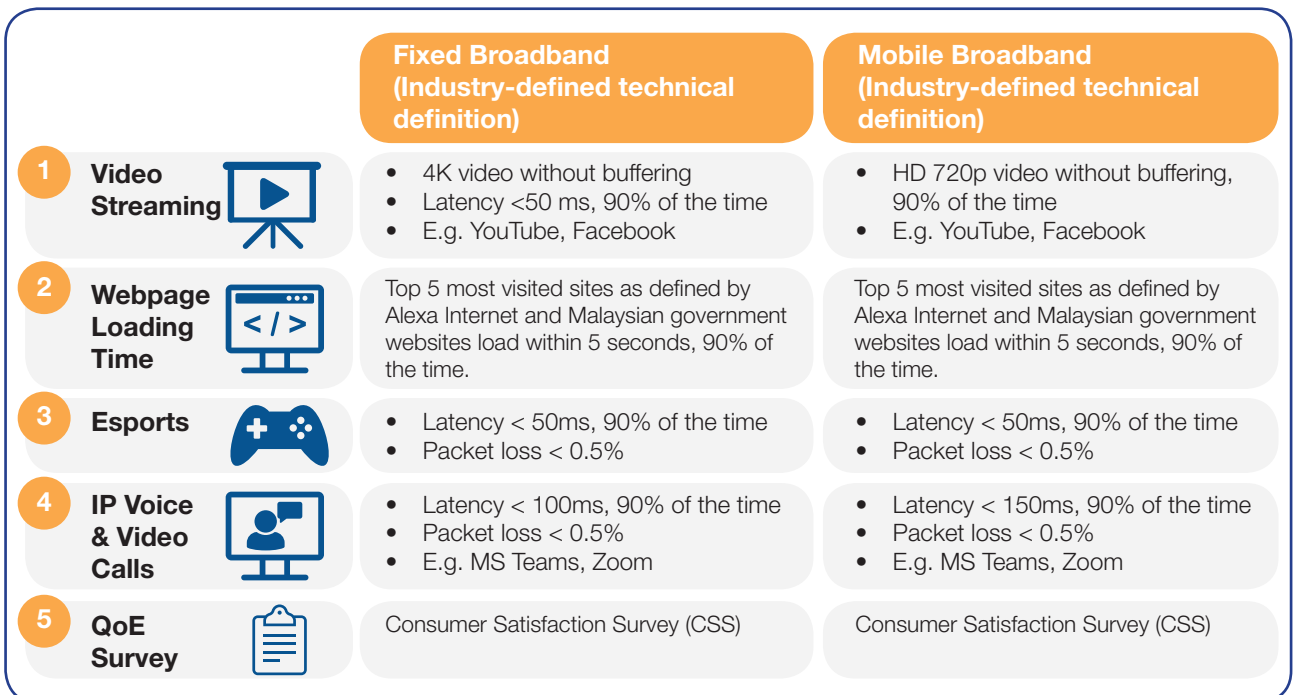 Fixed Broadband
(Industry-defined technical
definition)
Mobile Broadband
(Industry-defined technical
definition)
1
Video
Streaming
• 4K video without buffering
• Latency <50 ms, 90% of the time
• E.g. YouTube, Facebook
• HD 720p video without buffering,
90% of the time
• E.g. YouTube, Facebook
2
Webpage
Loading
Time
</>
Top 5 most visited sites as defined by
Alexa Internet and Malaysian government
websites load within 5 seconds, 90% of
the time.
Top 5 most visited sites as defined by
Alexa Internet and Malaysian government
websites load within 5 seconds, 90% of
the time.
3
Esports
• Latency < 50ms, 90% of the time
• Packet loss < 0.5%
• Latency < 50ms, 90% of the time
• Packet loss < 0.5%
4
IP Voice
& Video
Calls
• Latency < 100ms, 90% of the time
• Packet loss < 0.5%
• E.g. MS Teams, Zoom
• Latency < 150ms, 90% of the time
• Packet loss < 0.5%
• E.g. MS Teams, Zoom
5
QoE
Survey
Consumer Satisfaction Survey (CSS)
Consumer Satisfaction Survey (CSS)